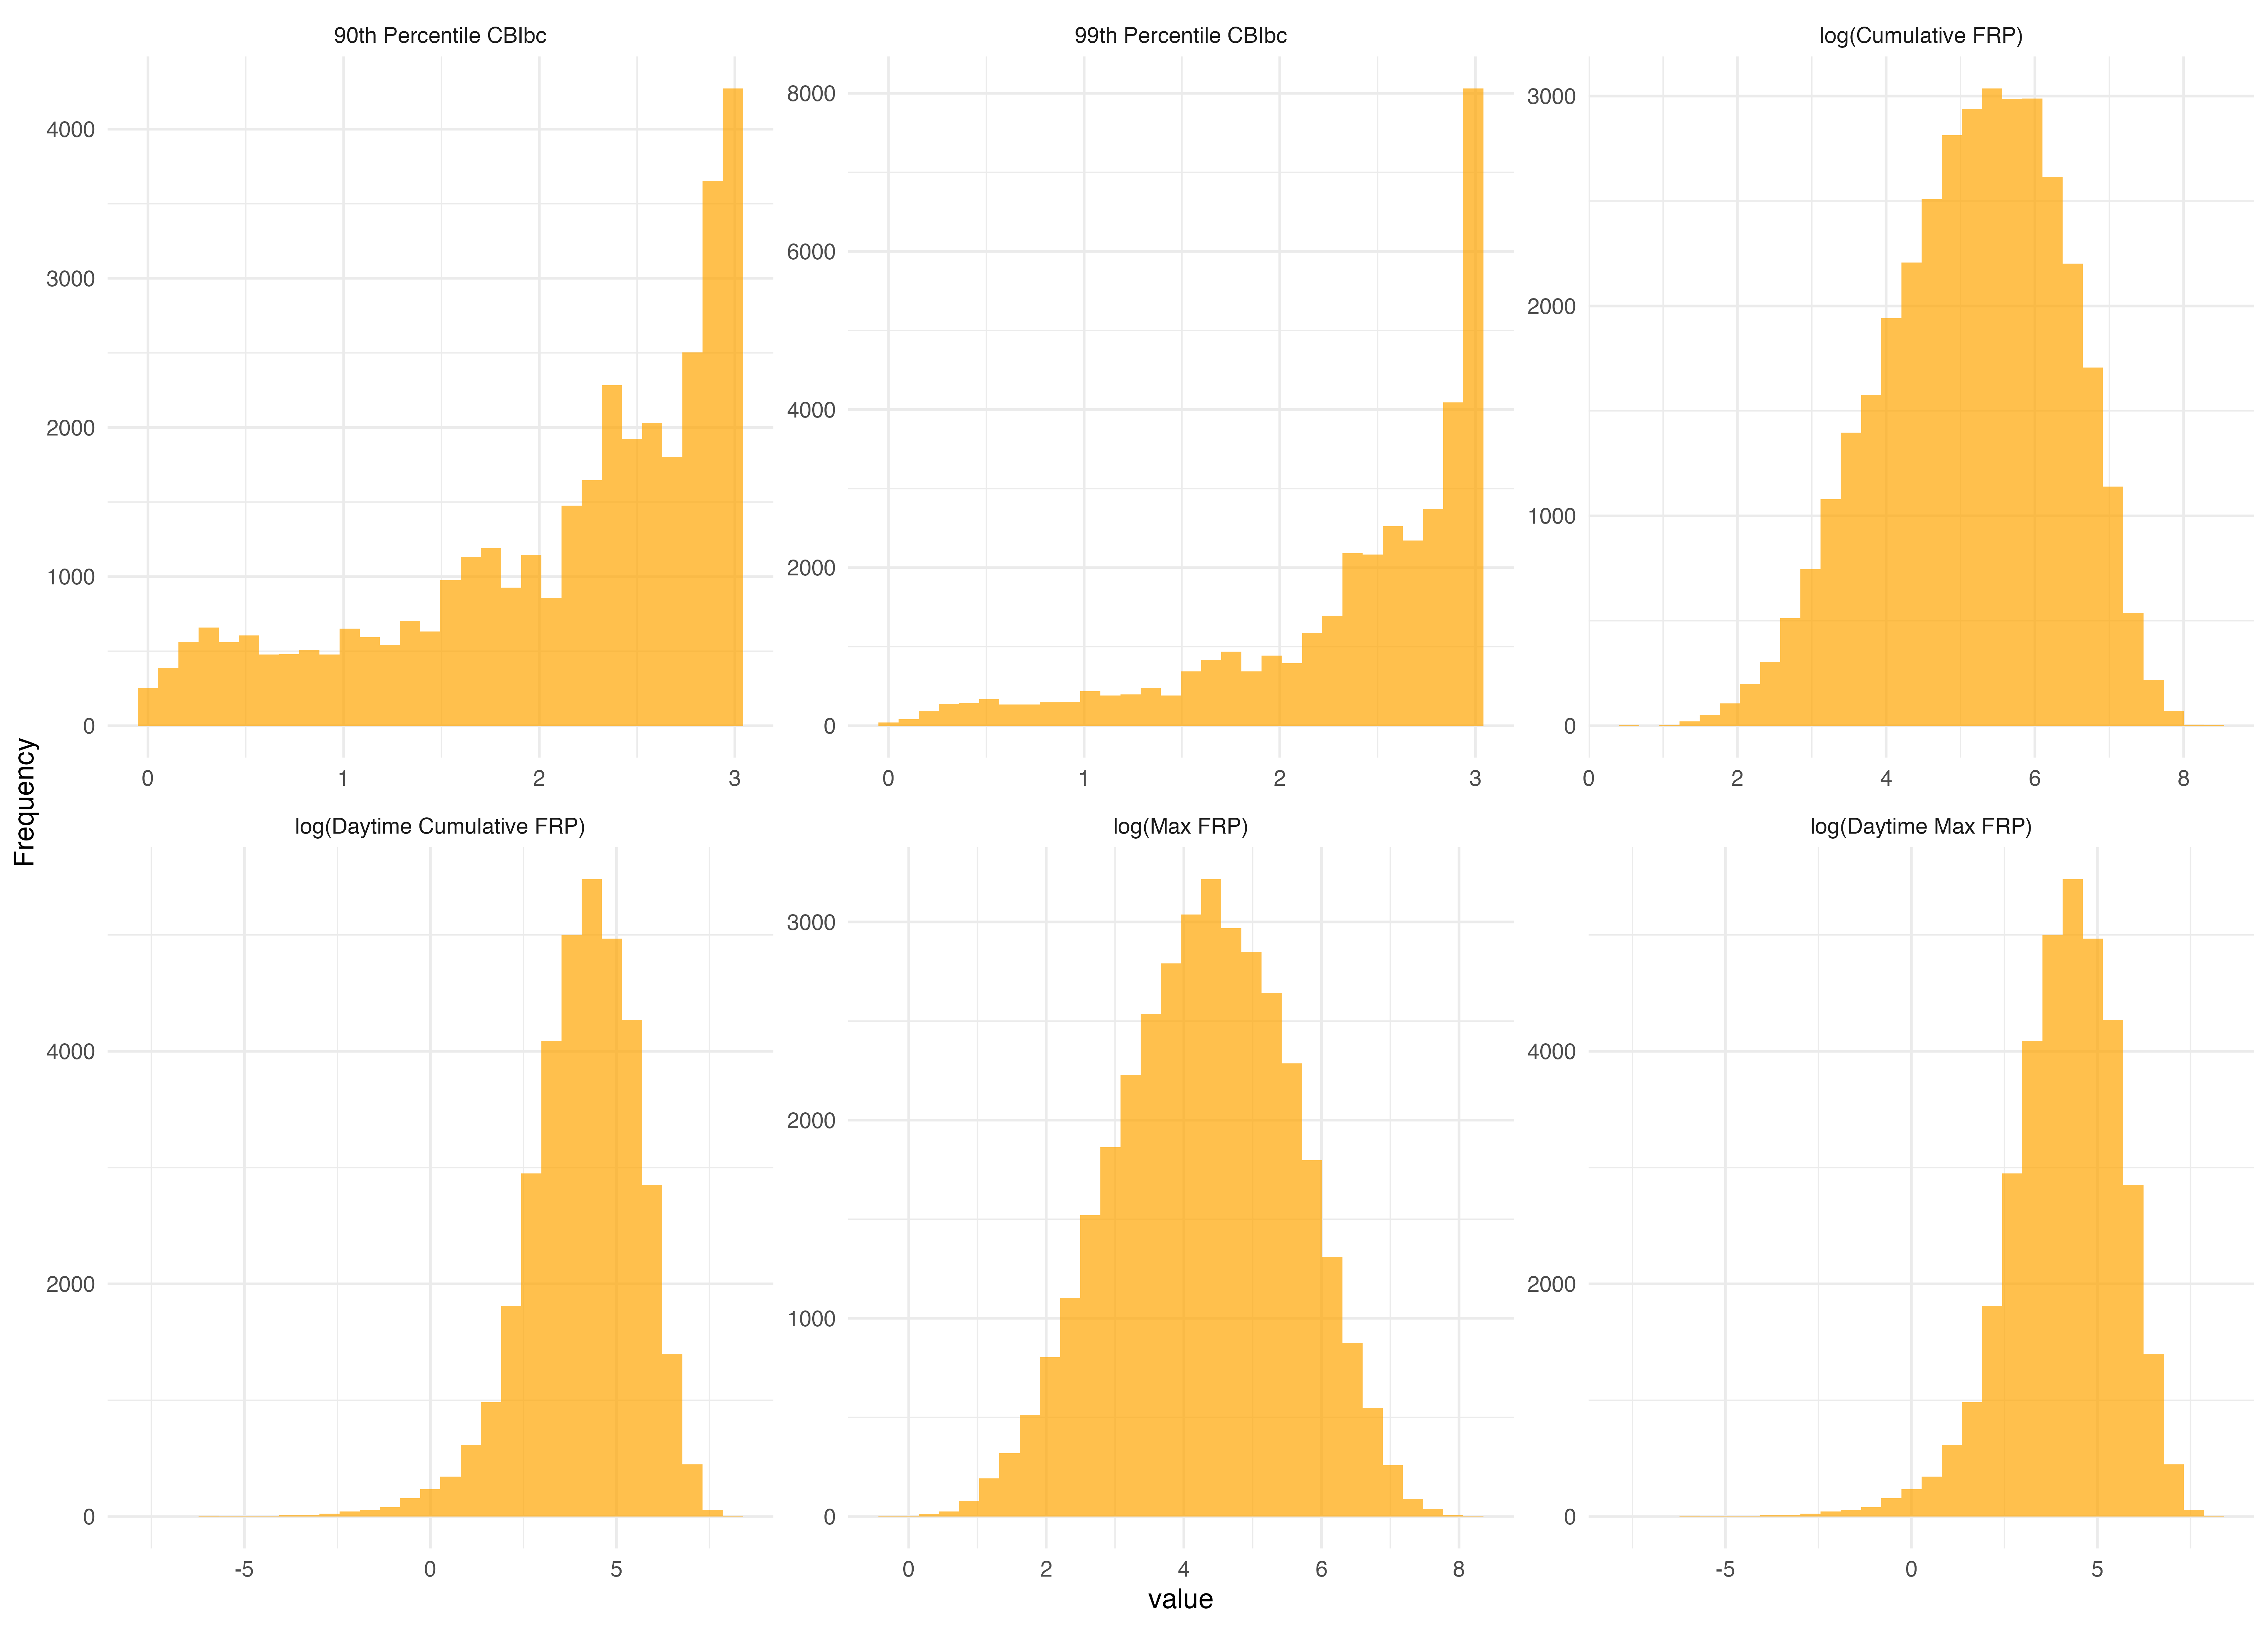 90th Percentile CBIbc
99th Percentile CBIbc
log(Cumulative FRP)
4000
3000
2000
1000
0
0 1 2 3
8000
6000
4000
2000
0
0 1 2 3
3000
2000
1000
0
0 2 4 6 8
Frequency
log(Daytime Cumulative FRP)
log(Max FRP)
log(Daytime Max FRP)
4000
2000
0
-5 0 5
3000
2000
1000
0
0 2 4 6 8
4000
2000
0
-5 0 5
value